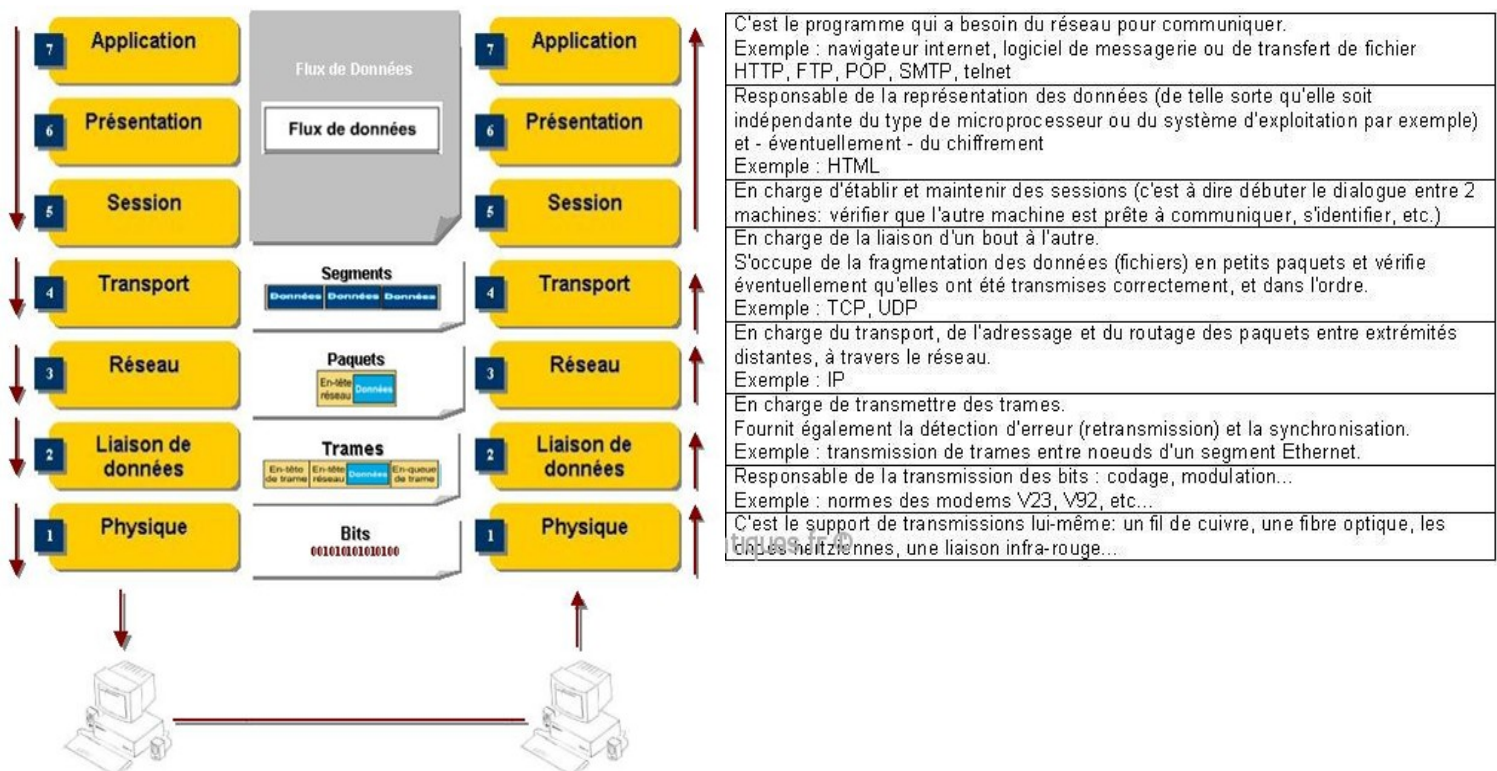 7 Application
6 Présentation
5 Session
4 Transport
3 Réseau
2 Liaison de
données
1 Physique
Flux de Données
Flux de données
Segments
Données Données Données
Paquets
En-tête
réseau Données
Trames
En-tête de trame En-tête réseau Données En-queue de trame
Bits
001010101010100
7 Application
6 Présentation
5 Session
4 Transport
3 Réseau
2 Liaison de
données
1 Physique
C'est le programme qui a besoin du réseau pour communiquer.
Exemple : navigateur internet, logiciel de messagerie ou de transfert de fichier
HTTP, FTP, POP, SMTP, telnet
Responsable de la représentation des données (de telle sorte qu'elle soit
indépendante du type de microprocesseur ou du système d'exploitation par exemple)
et - éventuellement - du chiffrement
Exemple : HTML
En charge d'établir et maintenir des sessions (c'est à dire débuter le dialogue entre 2
machines: vérifier que l'autre machine est prête à communiquer, s'identifier, etc.)
En charge de la liaison d'un bout à l'autre.
S'occupe de la fragmentation des données (fichiers) en petits paquets et vérifie
éventuellement qu'elles ont été transmises correctement, et dans l'ordre.
Exemple : TCP, UDP
En charge du transport, de l'adressage et du routage des paquets entre extrémités
distantes, à travers le réseau.
Exemple : IP
En charge de transmettre des trames.
Fournit également la détection d'erreur (retransmission) et la synchronisation.
Exemple : transmission de trames entre noeuds d'un segment Ethernet.
Responsable de la transmission des bits : codage, modulation...
Exemple : normes des modems V23, V92, etc...
C'est le support de transmissions lui-même: un fil de cuivre, une fibre optique, les
ondes hertziennes, une liaison infra-rouge...
tiques.fr ©